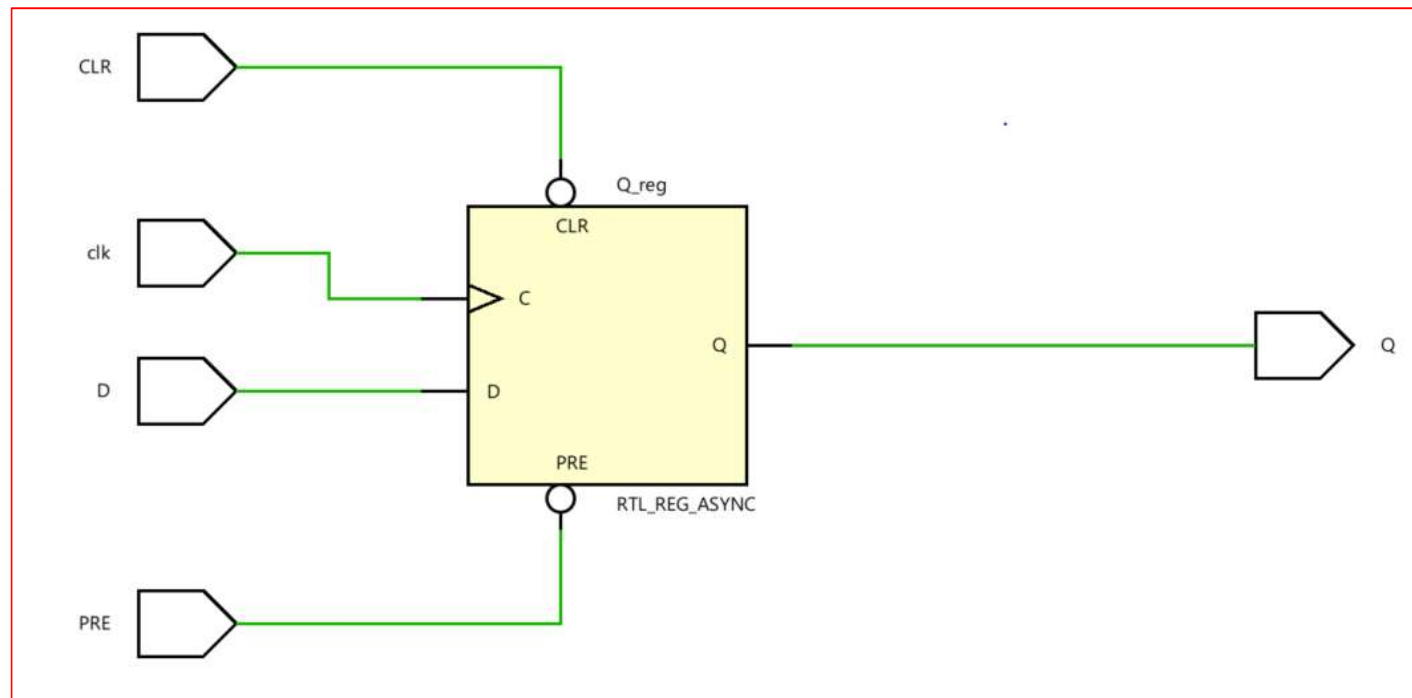 CLR
Q_reg
CLR
clk
C
Q
Q
D
D
PRE
RTL_REG_ASYNC
PRE